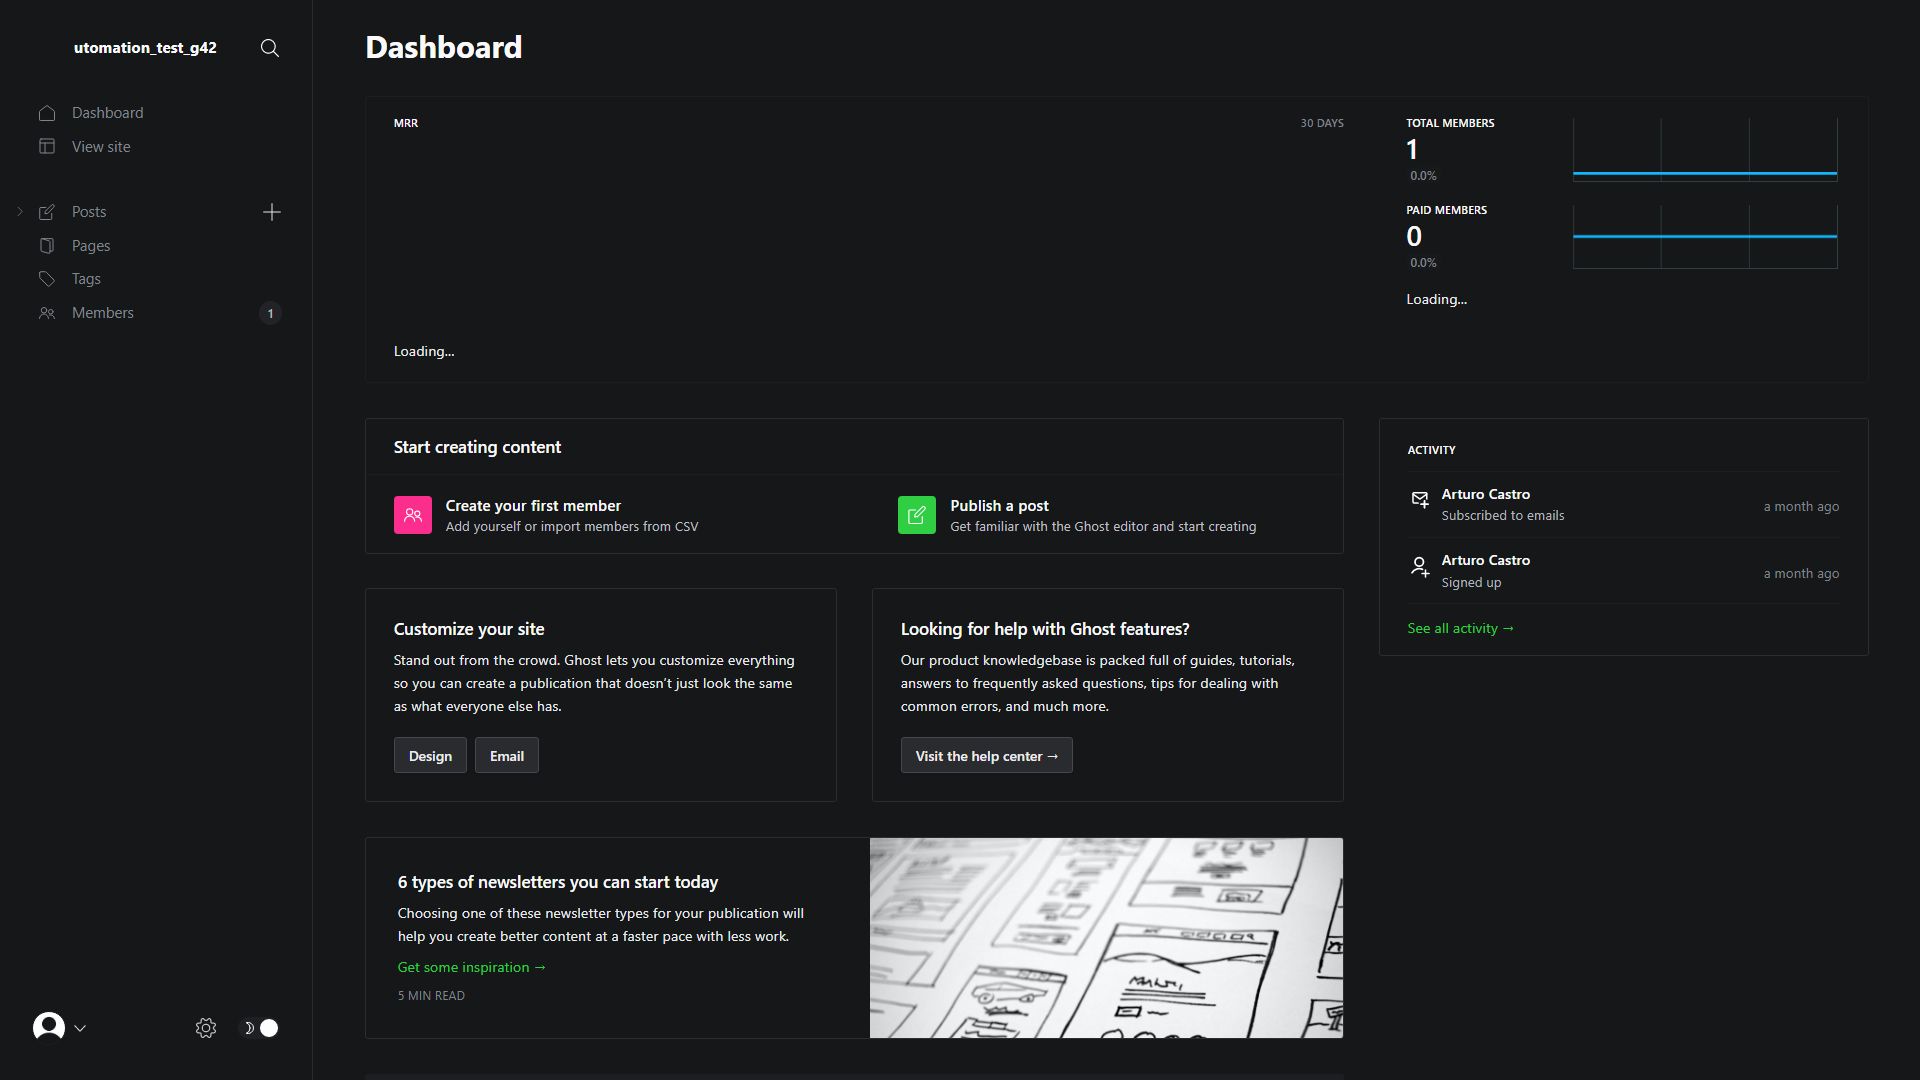 utomation_test_g42
Dashboard
View site
Posts
Pages
Tags
Members
1
Dashboard
MRR
30 DAYS
Loading...
TOTAL MEMBERS
1
0.0%
PAID MEMBERS
0
0.0%
Loading...
Start creating content
Create your first member
Add yourself or import members from CSV
Publish a post
Get familiar with the Ghost editor and start creating
ACTIVITY
Arturo Castro
Subscribed to emails
a month ago
Arturo Castro
Signed up
a month ago
See all activity →
Customize your site
Stand out from the crowd. Ghost lets you customize everything
so you can create a publication that doesn’t just look the same
as what everyone else has.
Design
Email
Looking for help with Ghost features?
Our product knowledgebase is packed full of guides, tutorials,
answers to frequently asked questions, tips for dealing with
common errors, and much more.
Visit the help center →
6 types of newsletters you can start today
Choosing one of these newsletter types for your publication will
help you create better content at a faster pace with less work.
Get some inspiration →
5 MIN READ